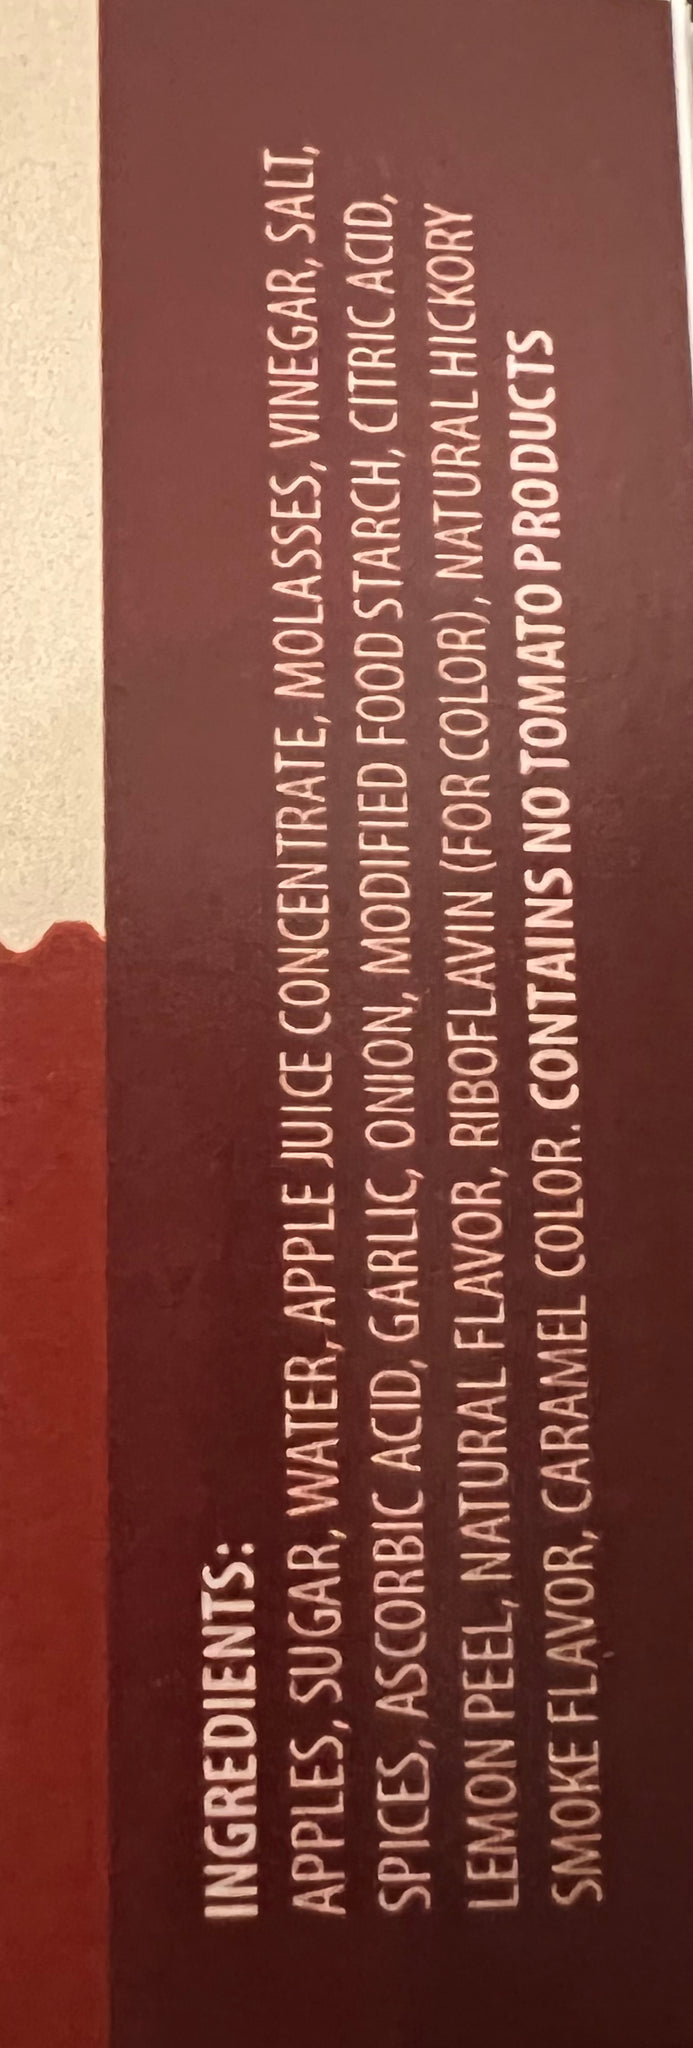 INGREDIENTS:
APPLES, SUGAR, WATER, APPLE JUICE CONCENTRATE, MOLASSES, VINEGAR, SALT,
SPICES, ASCORBIC ACID, GARLIC, ONION, MODIFIED FOOD STARCH, CITRIC ACID,
LEMON PEEL, NATURAL FLAVOR, RIBOFLAVIN (FOR COLOR), NATURAL HICKORY
SMOKE FLAVOR, CARAMEL COLOR. CONTAINS NO TOMATO PRODUCTS